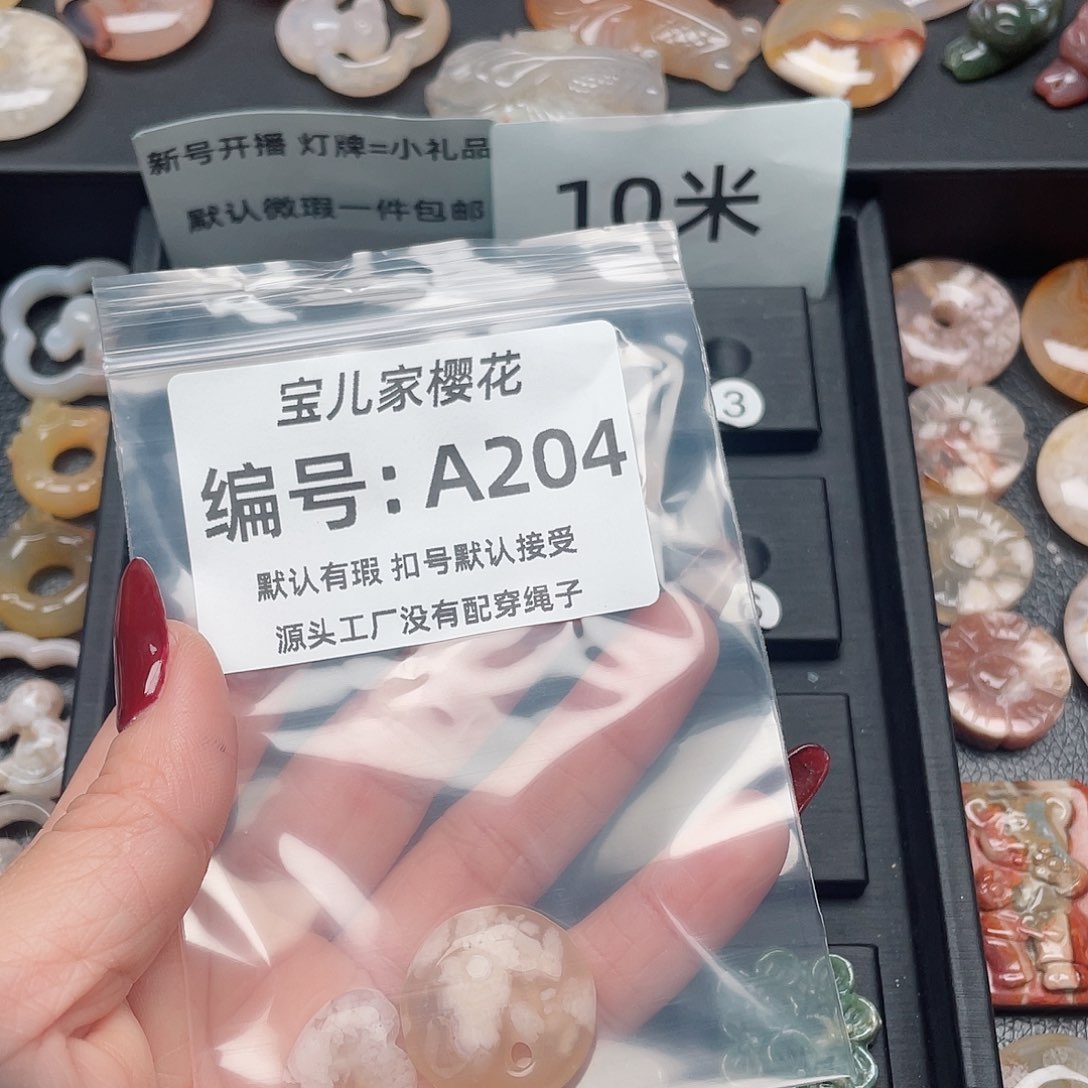 新号开播 灯牌=小礼品
默认微瑕一件包邮
10米
宝儿家樱花
编号：A204
默认有瑕 扣号默认接受
源头工厂没有配穿绳子
3